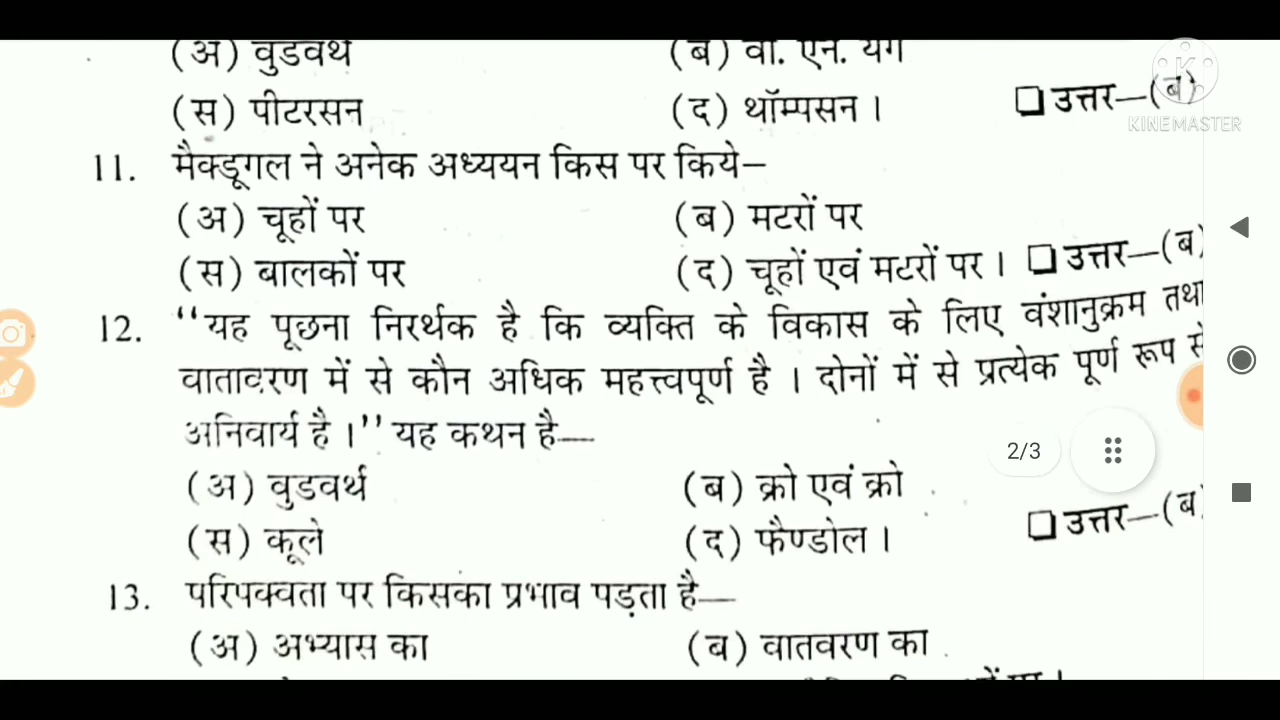 (अ) वुडवर्थ (ब) वी. एन. यंग
(स) पीटरसन (द) थॉम्पसन । उत्तर—(ब)
KINEMASTER
11. मैक्डूगल ने अनेक अध्ययन किस पर किये–
(अ) चूहों पर (ब) मटरों पर
(स) बालकों पर (द) चूहों एवं मटरों पर । उत्तर—(ब)
12. “यह पूछना निरर्थक है कि व्यक्ति के विकास के लिए वंशानुक्रम तथा
वातावरण में से कौन अधिक महत्त्वपूर्ण है । दोनों में से प्रत्येक पूर्ण रूप से
अनिवार्य है ।” यह कथन है—
2/3
(अ) वुडवर्थ (ब) क्रो एवं क्रो
(स) कूले (द) फैण्डोल । उत्तर—(ब)
13. परिपक्वता पर किसका प्रभाव पड़ता है—
(अ) अभ्यास का (ब) वातवरण का